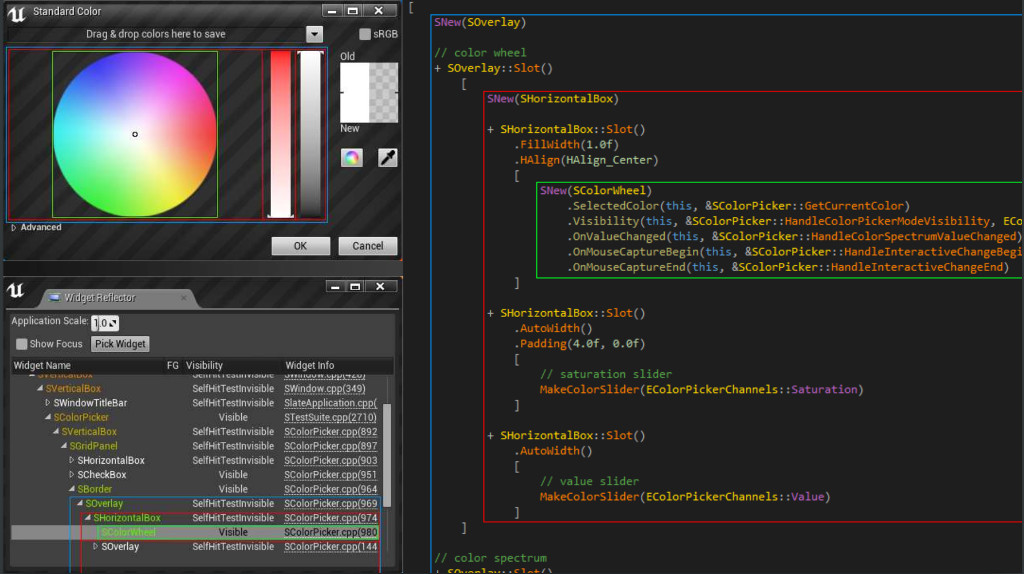 Standard Color
Drag & drop colors here to save
sRGB
Old
New
Advanced
OK
Cancel
Widget Reflector
Application Scale: 1.0
Show Focus
Pick Widget
Widget Name FG Visibility Widget Info
SVerticalBox SelfHitTestInvisible SWindow.cpp(420)
SVerticalBox SelfHitTestInvisible SWindow.cpp(349)
SWindowTitleBar SelfHitTestInvisible SlateApplication.cpp(
SColorPicker Visible STestSuite.cpp(2710)
SVerticalBox SelfHitTestInvisible SColorPicker.cpp(892
SGridPanel SelfHitTestInvisible SColorPicker.cpp(897
SHorizontalBox SelfHitTestInvisible SColorPicker.cpp(903
SCheckBox Visible SColorPicker.cpp(951
SBorder Visible SColorPicker.cpp(964
SOverlay SelfHitTestInvisible SColorPicker.cpp(969
SHorizontalBox SelfHitTestInvisible SColorPicker.cpp(974
SColorWheel Visible SColorPicker.cpp(980
SOverlay SelfHitTestInvisible SColorPicker.cpp(144
[
SNew(SOverlay)
// color wheel
+ SOverlay::Slot()
[
SNew(SHorizontalBox)
+ SHorizontalBox::Slot()
.FillWidth(1.0f)
.HAlign(HAlign_Center)
[
SNew(SColorWheel)
.SelectedColor(this, &SColorPicker::GetCurrentColor)
.Visibility(this, &SColorPicker::HandleColorPickerModeVisibility, ECo
.OnValueChanged(this, &SColorPicker::HandleColorSpectrumValueChanged)
.OnMouseCaptureBegin(this, &SColorPicker::HandleInteractiveChangeBegi
.OnMouseCaptureEnd(this, &SColorPicker::HandleInteractiveChangeEnd)
]
+ SHorizontalBox::Slot()
.AutoWidth()
.Padding(4.0f, 0.0f)
[
// saturation slider
MakeColorSlider(EColorPickerChannels::Saturation)
]
+ SHorizontalBox::Slot()
.AutoWidth()
[
// value slider
MakeColorSlider(EColorPickerChannels::Value)
]
]
// color spectrum
+ SOverlay::Slot()